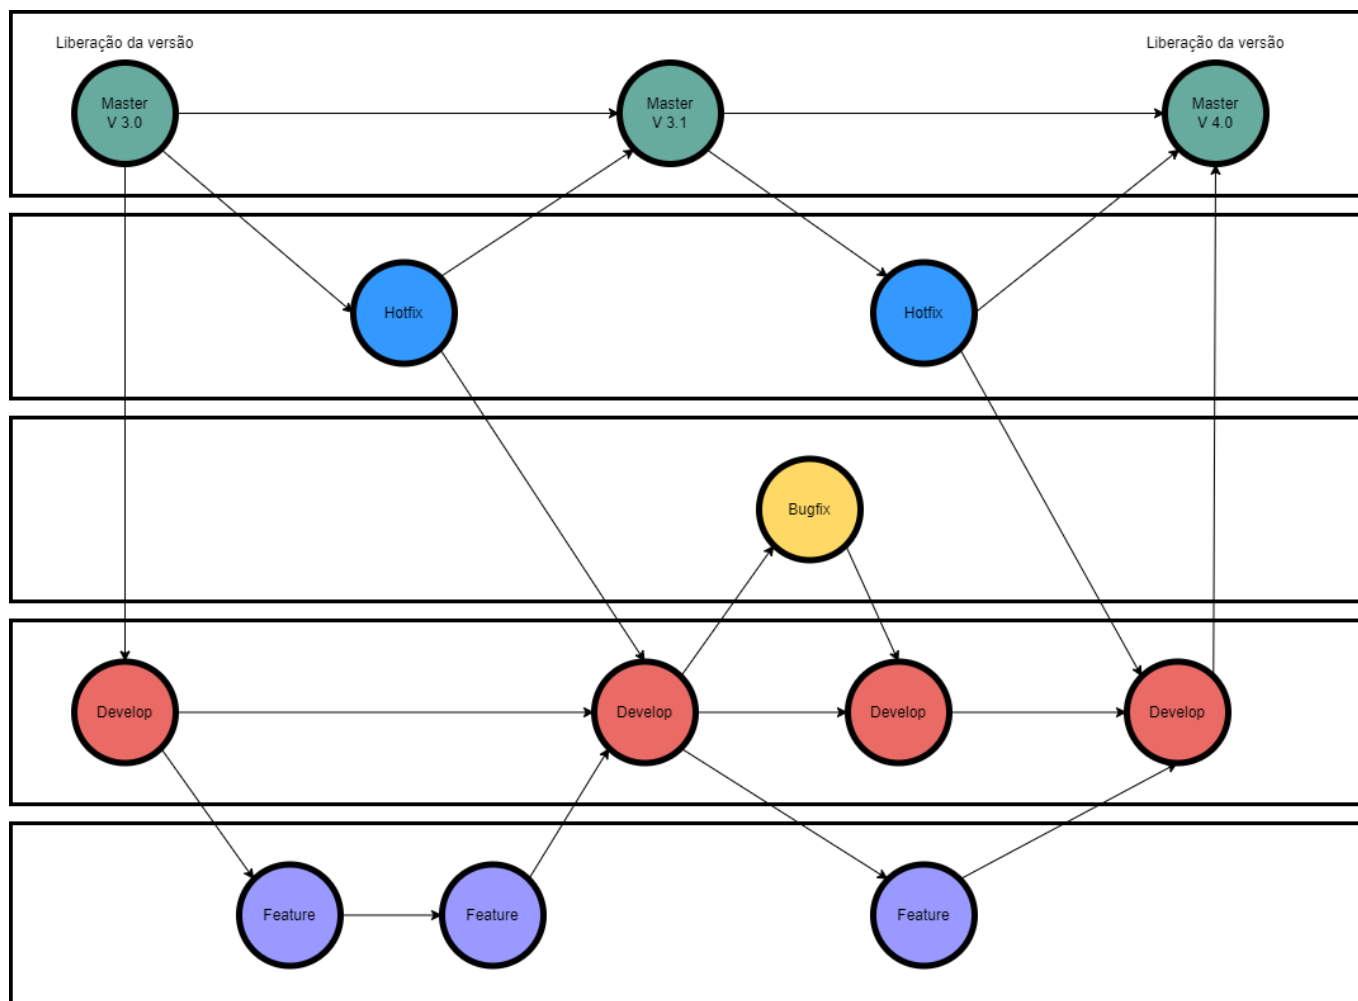 Liberação da versão
Liberação da versão
Master
V 3.0
Master
V 3.1
Master
V 4.0
Hotfix
Hotfix
Bugfix
Develop
Develop
Develop
Develop
Feature
Feature
Feature